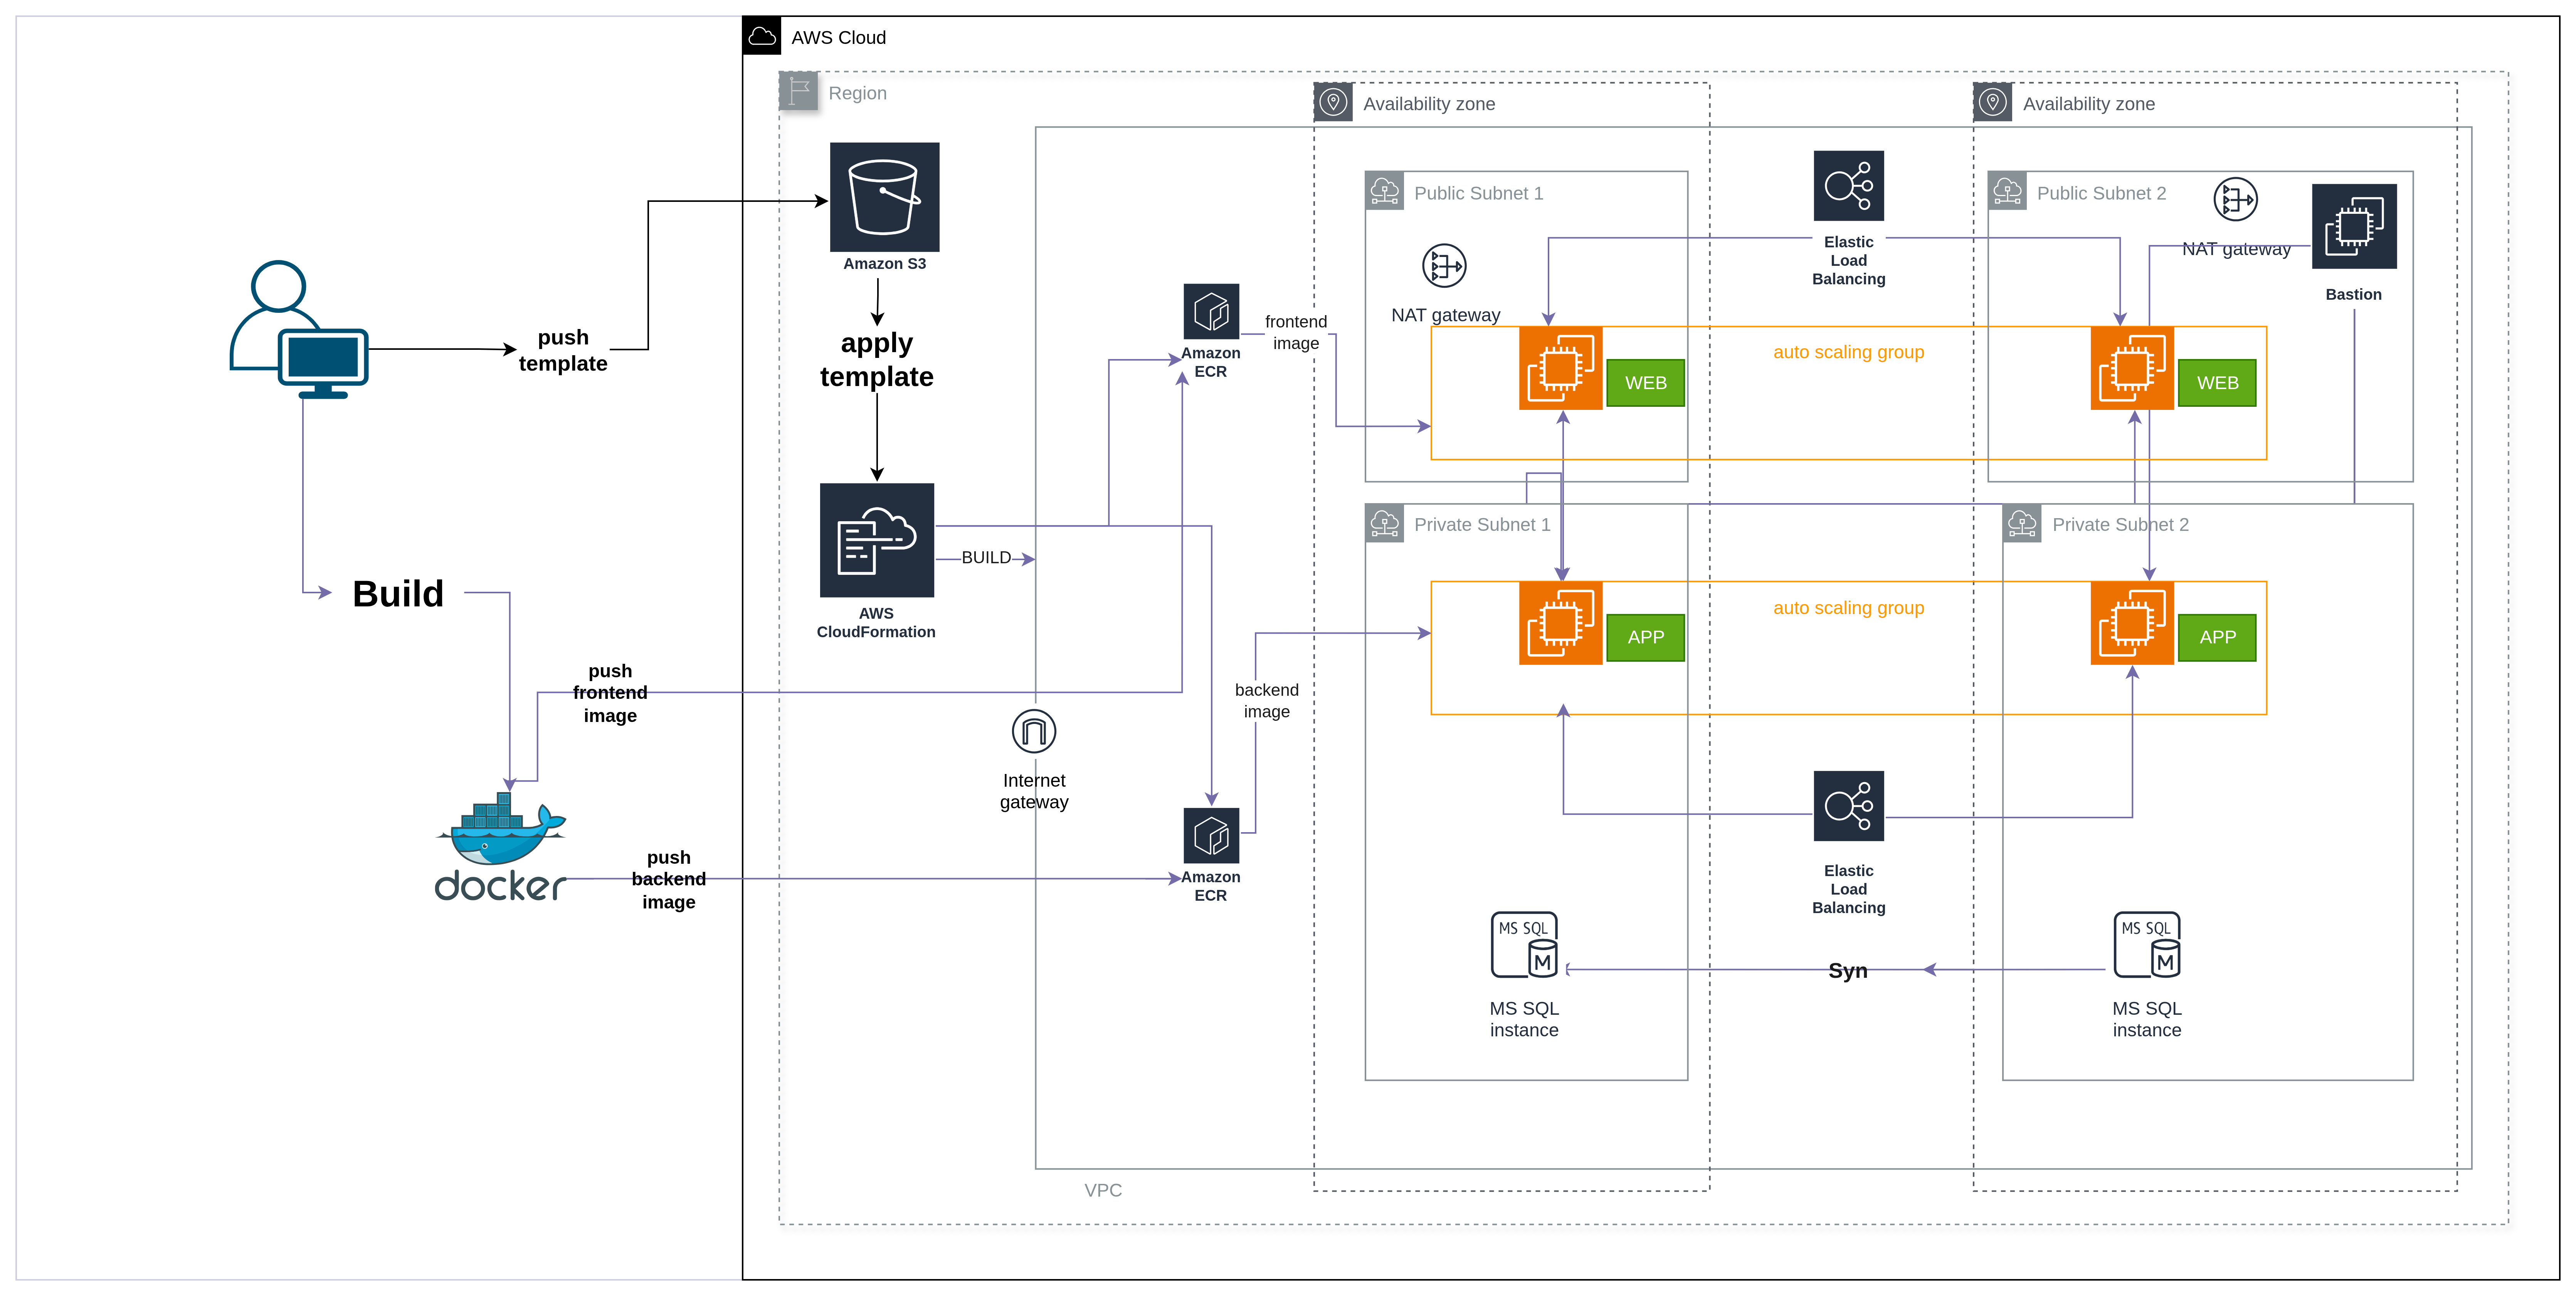 AWS Cloud
Region
Availability zone
Availability zone
Amazon S3
push
template
apply
template
AWS
CloudFormation
BUILD
Build
push
frontend
image
docker
push
backend
image
Internet
gateway
VPC
Amazon
ECR
frontend
image
Amazon
ECR
backend
image
Public Subnet 1
NAT gateway
WEB
Elastic
Load
Balancing
auto scaling group
Public Subnet 2
NAT gateway
Bastion
WEB
Private Subnet 1
APP
auto scaling group
Private Subnet 2
APP
Elastic
Load
Balancing
MS SQL
M
MS SQL
instance
Syn
MS SQL
M
MS SQL
instance